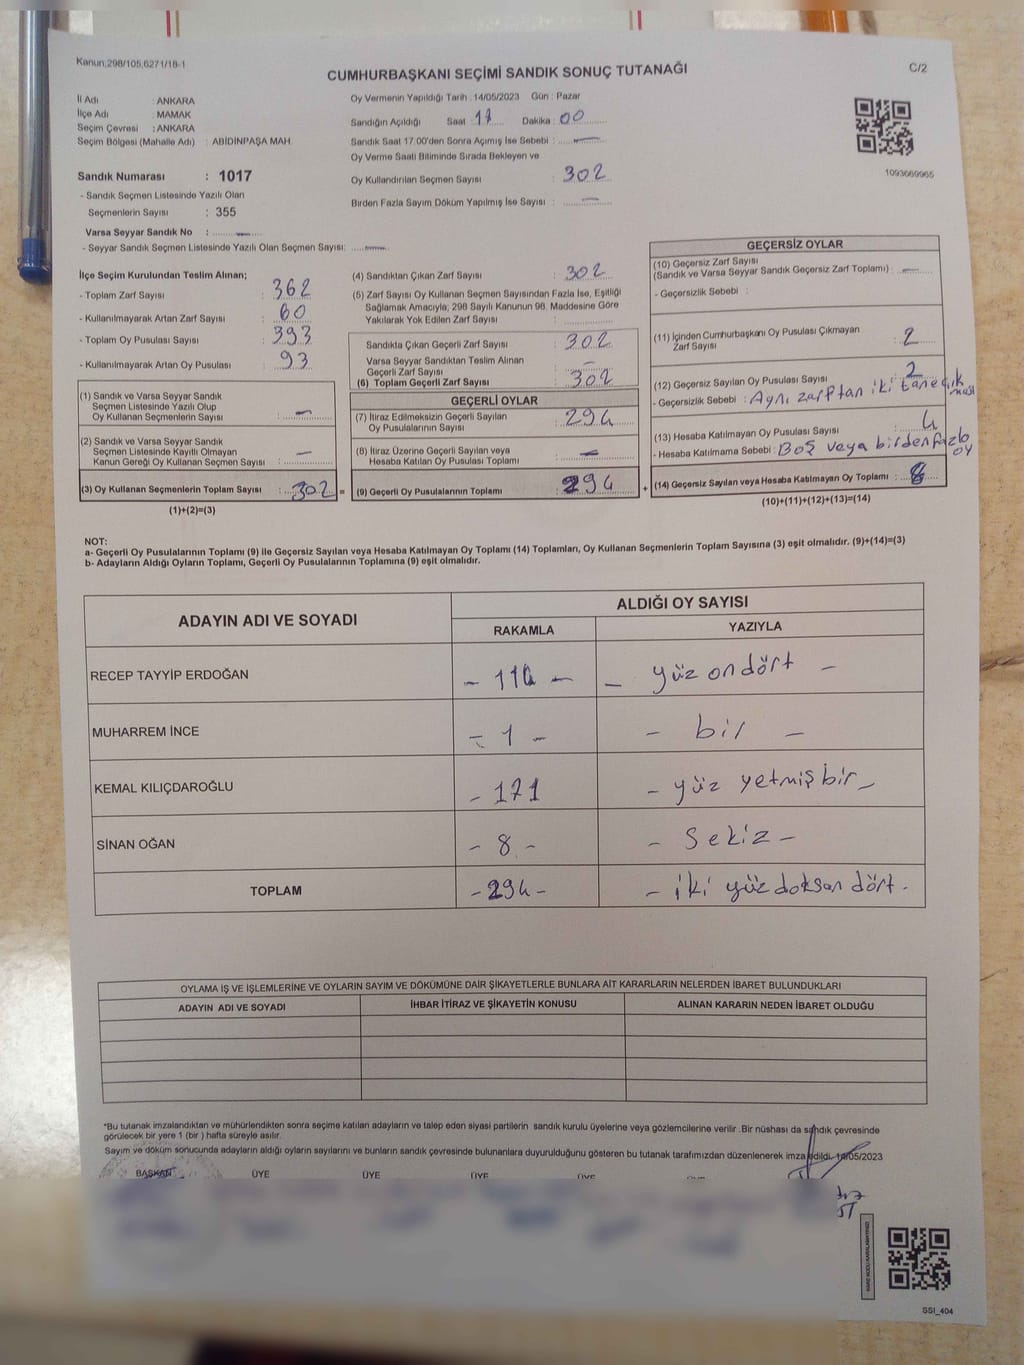 Kanun;298/105,6271/18-1
CUMHURBAŞKANI SEÇİMİ SANDIK SONUÇ TUTANAĞI
C/2
İl Adı : ANKARA
İlçe Adı : MAMAK
Seçim Çevresi : ANKARA
Seçim Bölgesi (Mahalle Adı) : ABİDİNPAŞA MAH.
Oy Vermenin Yapıldığı Tarih : 14/05/2023 Gün : Pazar
Sandığın Açıldığı Saat 17 Dakika : 00
Sandık Saat 17.00'den Sonra Açımış İse Sebebi : —
Oy Verme Saati Bitiminde Sırada Bekleyen ve
Oy Kullandırılan Seçmen Sayısı : 302
Birden Fazla Sayım Döküm Yapılmış İse Sayısı : —
1093669965
Sandık Numarası : 1017
- Sandık Seçmen Listesinde Yazılı Olan
Seçmenlerin Sayısı : 355
Varsa Seyyar Sandık No : —
- Seyyar Sandık Seçmen Listesinde Yazılı Olan Seçmen Sayısı: —
İlçe Seçim Kurulundan Teslim Alınan;
- Toplam Zarf Sayısı : 362
- Kullanılmayarak Artan Zarf Sayısı : 60
- Toplam Oy Pusulası Sayısı : 393
- Kullanılmayarak Artan Oy Pusulası : 93
(1) Sandık ve Varsa Seyyar Sandık
Seçmen Listesinde Yazılı Olup
Oy Kullanan Seçmenlerin Sayısı : —
(2) Sandık ve Varsa Seyyar Sandık
Seçmen Listesinde Kayıtlı Olmayan
Kanun Gereği Oy Kullanan Seçmen Sayısı : —
(3) Oy Kullanan Seçmenlerin Toplam Sayısı : 302 =
(1)+(2)=(3)
(4) Sandıktan Çıkan Zarf Sayısı : 302
(5) Zarf Sayısı Oy Kullanan Seçmen Sayısından Fazla İse, Eşitliği
Sağlamak Amacıyla; 298 Sayılı Kanunun 98. Maddesine Göre
Yakılarak Yok Edilen Zarf Sayısı :
Sandıkta Çıkan Geçerli Zarf Sayısı : 302
Varsa Seyyar Sandıktan Teslim Alınan
Geçerli Zarf Sayısı : —
(6) Toplam Geçerli Zarf Sayısı : 302
GEÇERLİ OYLAR
(7) İtiraz Edilmeksizin Geçerli Sayılan
Oy Pusulalarının Sayısı : 294
(8) İtiraz Üzerine Geçerli Sayılan veya
Hesaba Katılan Oy Pusulası Toplamı : —
(9) Geçerli Oy Pusulalarının Toplamı : 294 +
GEÇERSİZ OYLAR
(10) Geçersiz Zarf Sayısı
(Sandık ve Varsa Seyyar Sandık Geçersiz Zarf Toplamı) : —
- Geçersizlik Sebebi :
(11) İçinden Cumhurbaşkanı Oy Pusulası Çıkmayan
Zarf Sayısı : 2
(12) Geçersiz Sayılan Oy Pusulası Sayısı : 2
- Geçersizlik Sebebi : Aynı zarftan iki tane çıkması
(13) Hesaba Katılmayan Oy Pusulası Sayısı : 4
- Hesaba Katılmama Sebebi : Boş veya birden fazla oy
(14) Geçersiz Sayılan veya Hesaba Katılmayan Oy Toplamı : 8
(10)+(11)+(12)+(13)=(14)
NOT:
a- Geçerli Oy Pusulalarının Toplamı (9) ile Geçersiz Sayılan veya Hesaba Katılmayan Oy Toplamı (14) Toplamları, Oy Kullanan Seçmenlerin Toplam Sayısına (3) eşit olmalıdır. (9)+(14)=(3)
b- Adayların Aldığı Oyların Toplamı, Geçerli Oy Pusulalarının Toplamına (9) eşit olmalıdır.
ADAYIN ADI VE SOYADI
ALDIĞI OY SAYISI
RAKAMLA YAZIYLA
RECEP TAYYİP ERDOĞAN - 114 - - yüz ondört -
MUHARREM İNCE - 1 - - bir -
KEMAL KILIÇDAROĞLU - 171 - yüz yetmişbir -
SİNAN OĞAN - 8 - - Sekiz -
TOPLAM - 294 - - iki yüz doksan dört.
OYLAMA İŞ VE İŞLEMLERİNE VE OYLARIN SAYIM VE DÖKÜMÜNE DAİR ŞİKAYETLERLE BUNLARA AİT KARARLARIN NELERDEN İBARET BULUNDUKLARI
ADAYIN ADI VE SOYADI İHBAR İTİRAZ VE ŞİKAYETİN KONUSU ALINAN KARARIN NEDEN İBARET OLDUĞU
*Bu tutanak imzalandıktan ve mühürlendikten sonra seçime katılan adayların ve talep eden siyasi partilerin sandık kurulu üyelerine veya gözlemcilerine verilir .Bir nüshası da sandık çevresinde
görülecek bir yere 1 (bir ) hafta süreyle asılır.
Sayım ve döküm sonucunda adayların aldığı oyların sayılarını ve bunların sandık çevresinde bulunanlara duyurulduğunu gösteren bu tutanak tarafımızdan düzenlenerek imza edildi. 14/05/2023
BAŞKAN ÜYE ÜYE ÜYE ÜYE
SSI_404